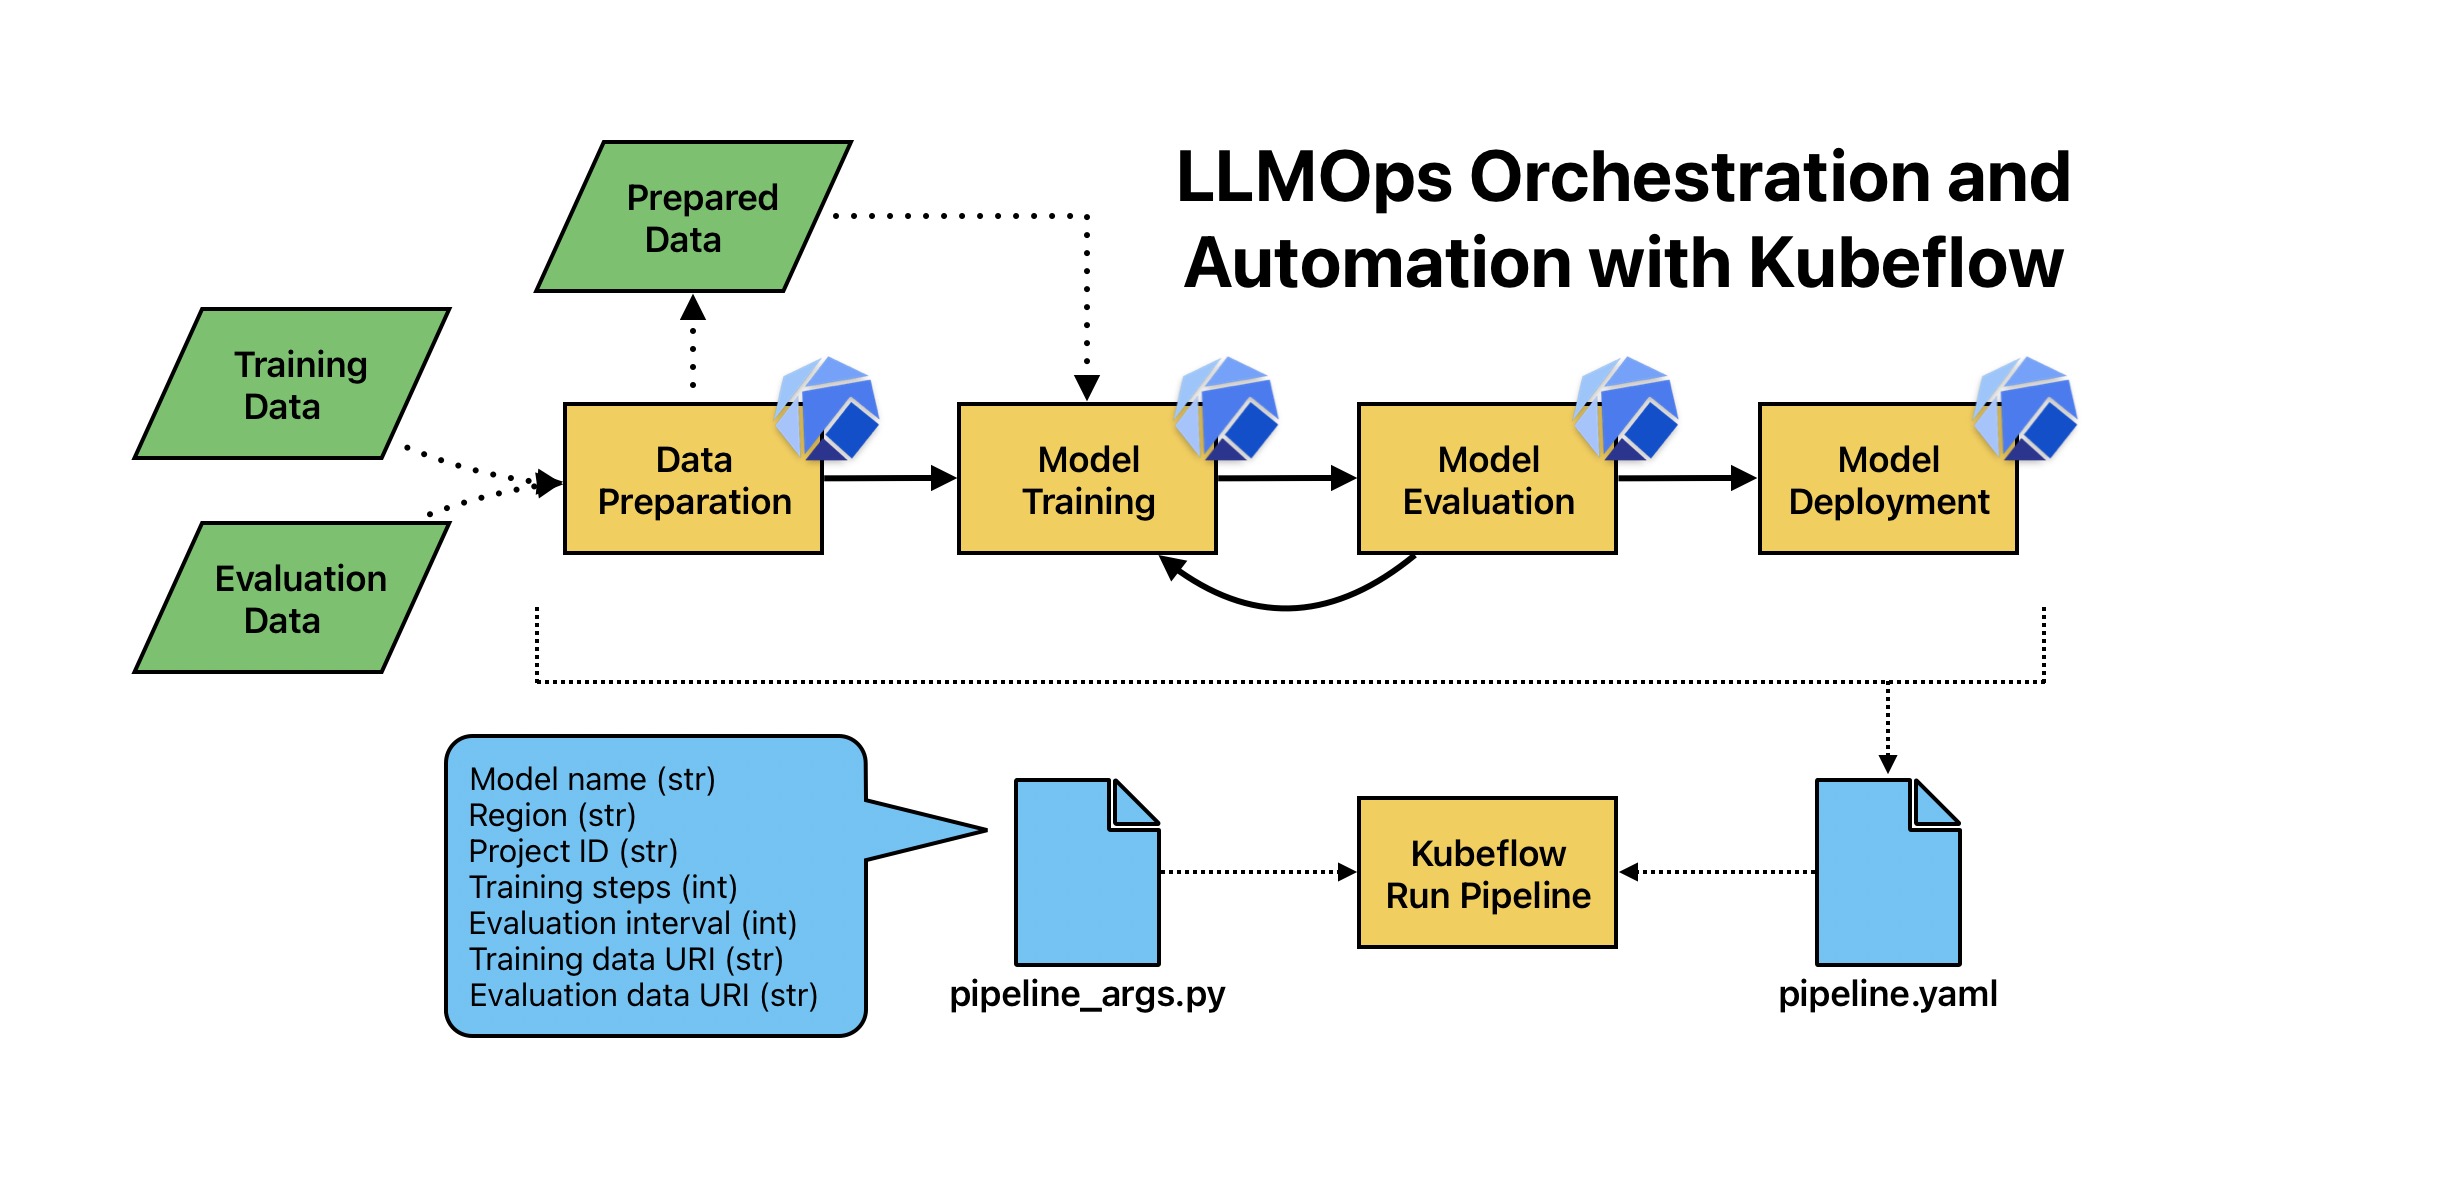 LLMOps Orchestration and
Automation with Kubeflow
Prepared
Data
Training
Data
Evaluation
Data
Data
Preparation
Model
Training
Model
Evaluation
Model
Deployment
Model name (str)
Region (str)
Project ID (str)
Training steps (int)
Evaluation interval (int)
Training data URI (str)
Evaluation data URI (str)
pipeline_args.py
Kubeflow
Run Pipeline
pipeline.yaml